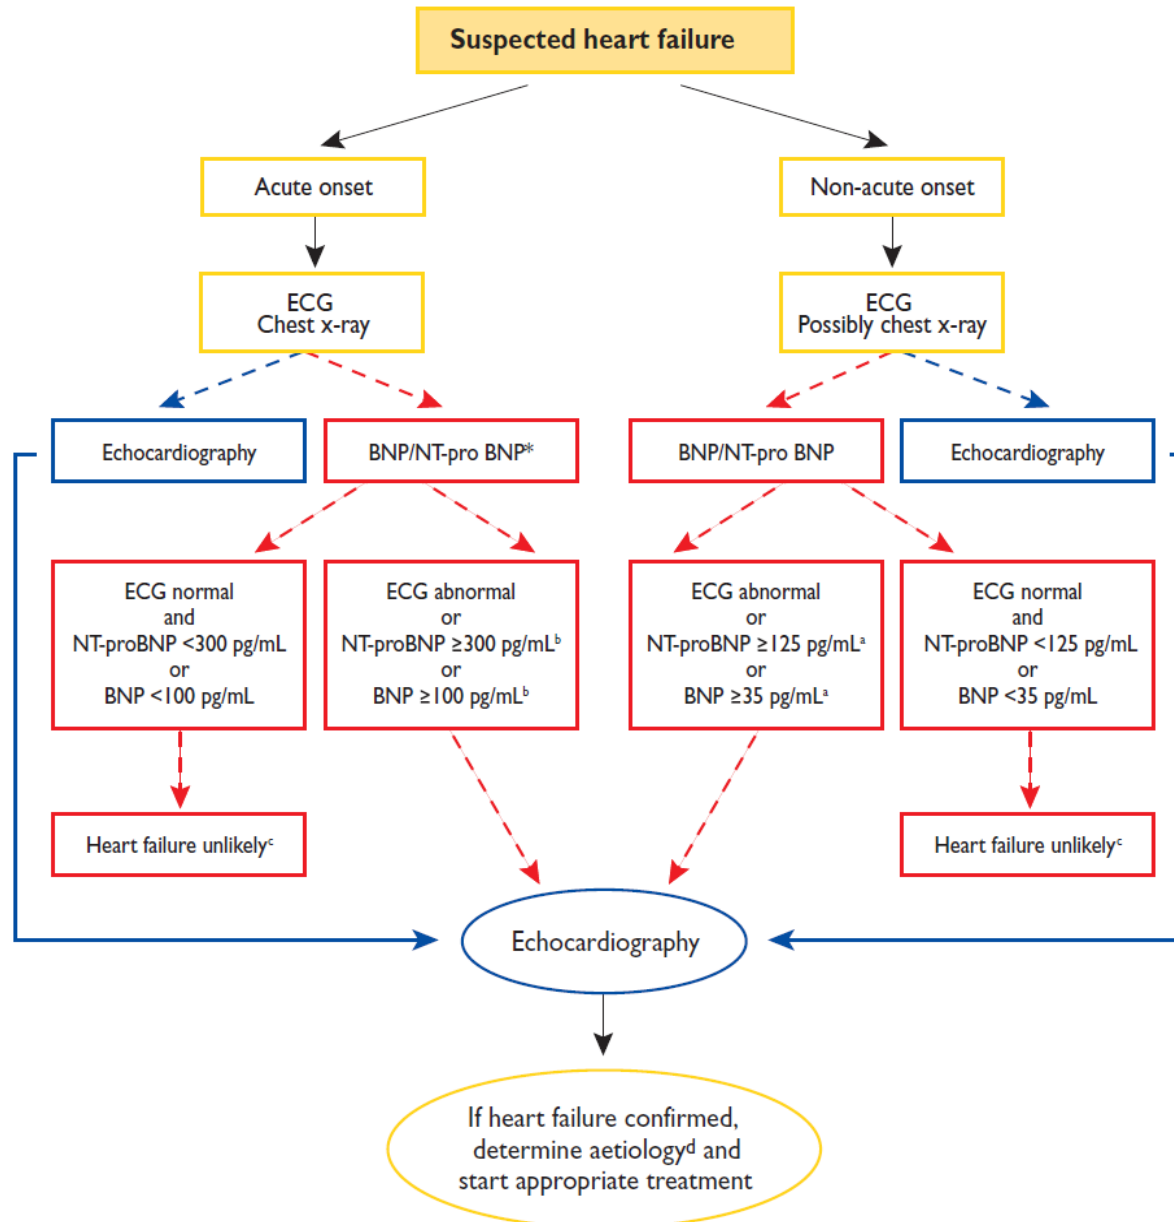 Suspected heart failure
Acute onset
Non-acute onset
ECG
Chest x-ray
ECG
Possibly chest x-ray
Echocardiography
BNP/NT-pro BNP*
BNP/NT-pro BNP
Echocardiography
ECG normal
and
NT-proBNP <300 pg/mL
or
BNP <100 pg/mL
ECG abnormal
or
NT-proBNP ≥300 pg/mLᵇ
or
BNP ≥100 pg/mLᵇ
ECG abnormal
or
NT-proBNP ≥125 pg/mLᵃ
or
BNP ≥35 pg/mLᵃ
ECG normal
and
NT-proBNP <125 pg/mL
or
BNP <35 pg/mL
Heart failure unlikelyᶜ
Heart failure unlikelyᶜ
Echocardiography
If heart failure confirmed,
determine aetiologyᵈ and
start appropriate treatment